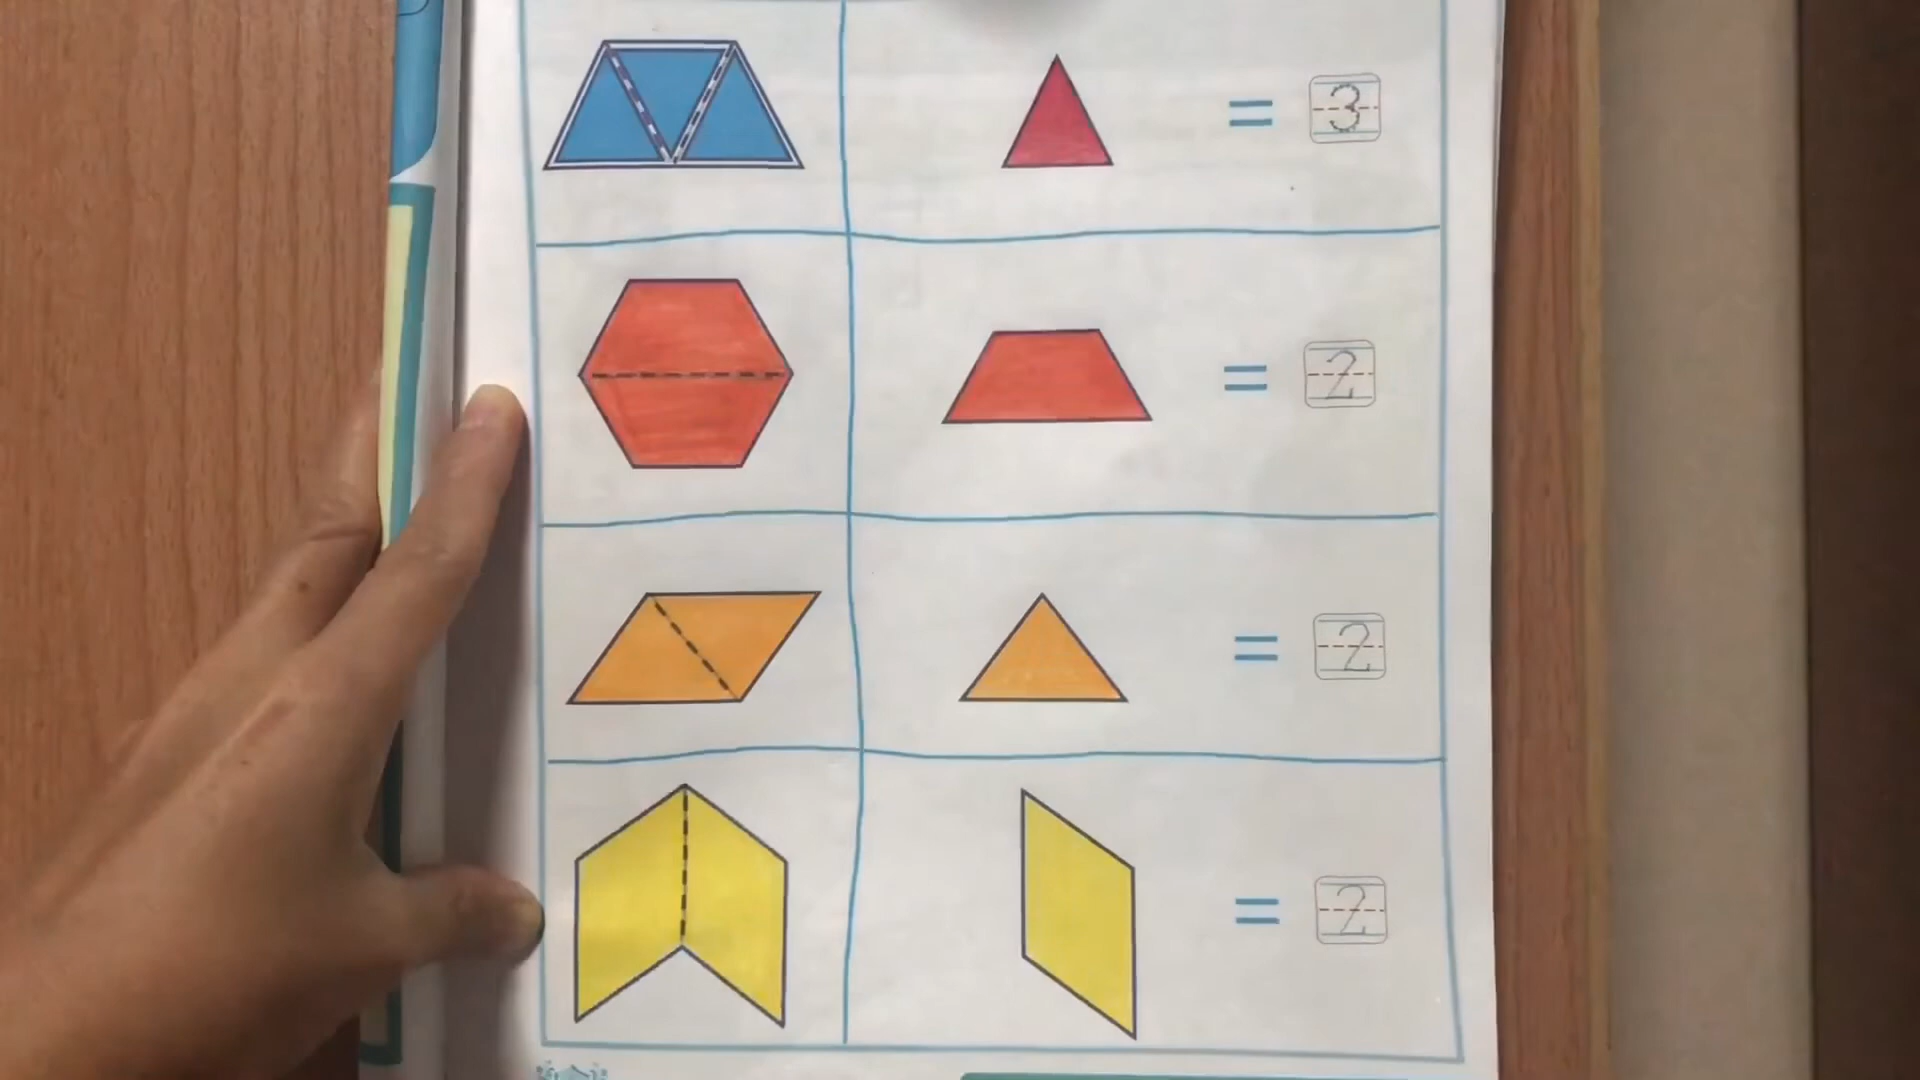 = 3
= 2
= 2
= 2